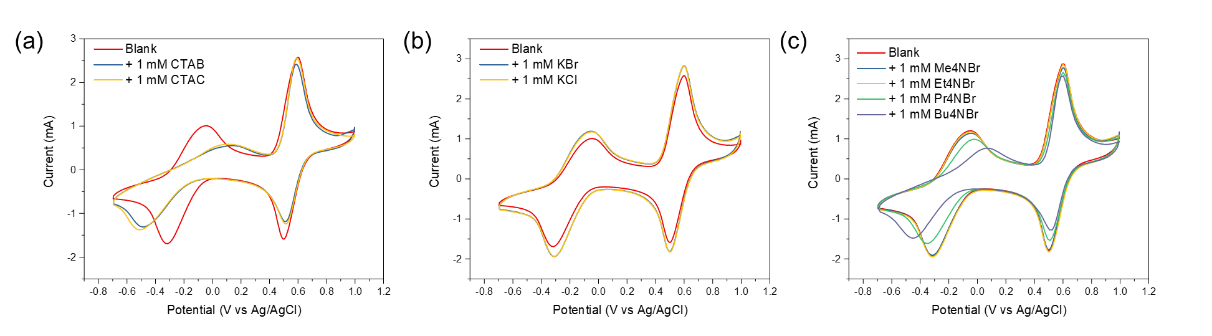 (a)
3
2
1
0
-1
-2
Current (mA)
Blank
+ 1 mM CTAB
+ 1 mM CTAC
-0.8 -0.6 -0.4 -0.2 0.0 0.2 0.4 0.6 0.8 1.0 1.2
Potential (V vs Ag/AgCl)
(b)
3
2
1
0
-1
-2
Current (mA)
Blank
+ 1 mM KBr
+ 1 mM KCl
-0.8 -0.6 -0.4 -0.2 0.0 0.2 0.4 0.6 0.8 1.0 1.2
Potential (V vs Ag/AgCl)
(c)
3
2
1
0
-1
-2
Current (mA)
Blank
+ 1 mM Me4NBr
+ 1 mM Et4NBr
+ 1 mM Pr4NBr
+ 1 mM Bu4NBr
-0.8 -0.6 -0.4 -0.2 0.0 0.2 0.4 0.6 0.8 1.0 1.2
Potential (V vs Ag/AgCl)